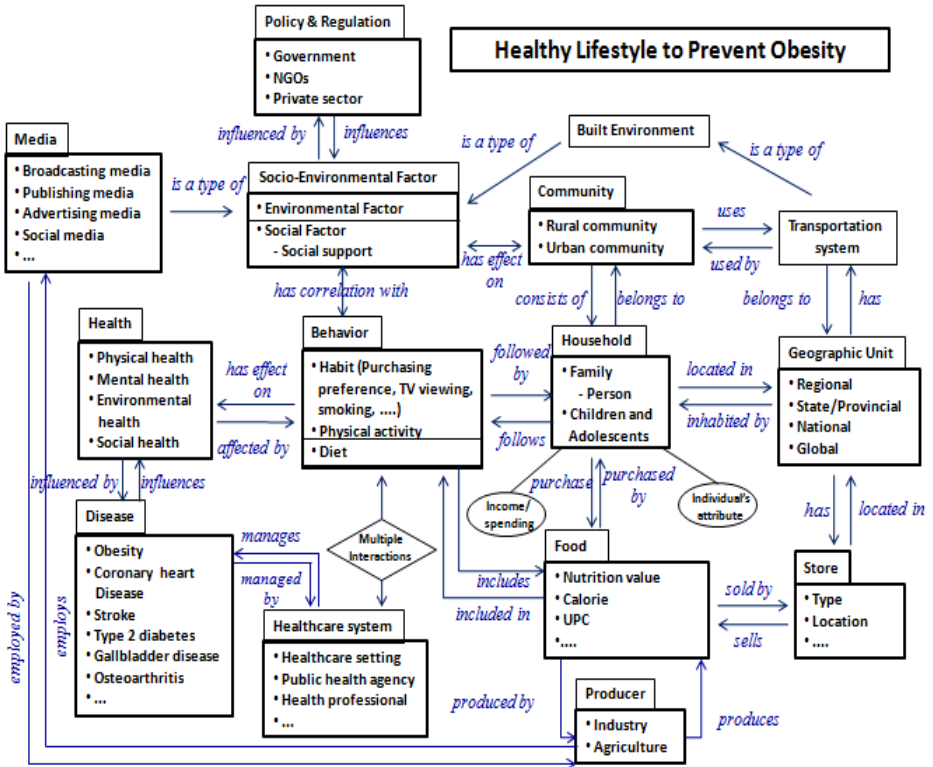 Policy & Regulation
• Government
• NGOs
• Private sector
Healthy Lifestyle to Prevent Obesity
influenced by
influences
Media
• Broadcasting media
• Publishing media
• Advertising media
• Social media
• ...
is a type of
Socio-Environmental Factor
• Environmental Factor
• Social Factor
- Social support
is a type of
Built Environment
is a type of
Community
• Rural community
• Urban community
uses
used by
Transportation
system
has effect
on
has correlation with
consists of
belongs to
belongs to
has
Health
• Physical health
• Mental health
• Environmental
health
• Social health
has effect
on
affected by
Behavior
• Habit (Purchasing
preference, TV viewing,
smoking, ....)
• Physical activity
• Diet
followed
by
follows
Household
• Family
- Person
• Children and
Adolescents
located in
inhabited by
Geographic Unit
• Regional
• State/Provincial
• National
• Global
influenced by
influences
purchase
purchased
by
Income/
spending
Individual's
attribute
has
located in
Disease
• Obesity
• Coronary heart
Disease
• Stroke
• Type 2 diabetes
• Gallbladder disease
• Osteoarthritis
• ...
manages
managed
by
Multiple
Interactions
includes
included in
Food
• Nutrition value
• Calorie
• UPC
• ....
sold by
sells
Store
• Type
• Location
• ....
employed by
employs
Healthcare system
• Healthcare setting
• Public health agency
• Health professional
• ...
produced by
Producer
• Industry
• Agriculture
produces